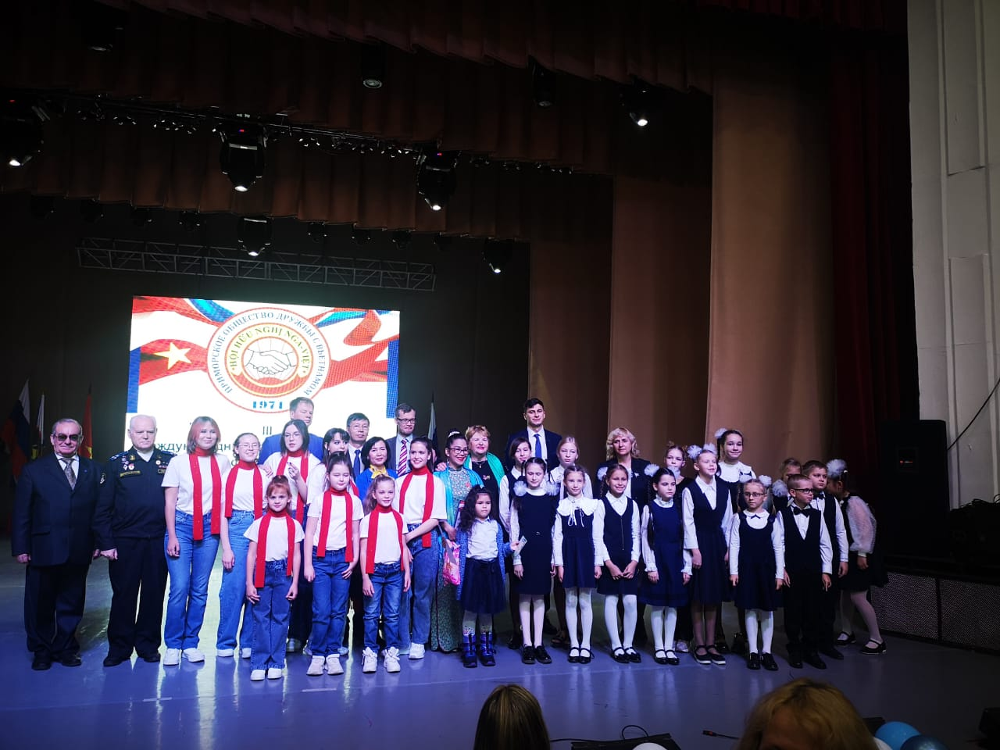 ПРИМОРСКОЕ ОБЩЕСТВО ДРУЖБЫ С ВЬЕТНАМОМ
HỘI HỮU NGHỊ NGA-VIỆT
1971
III